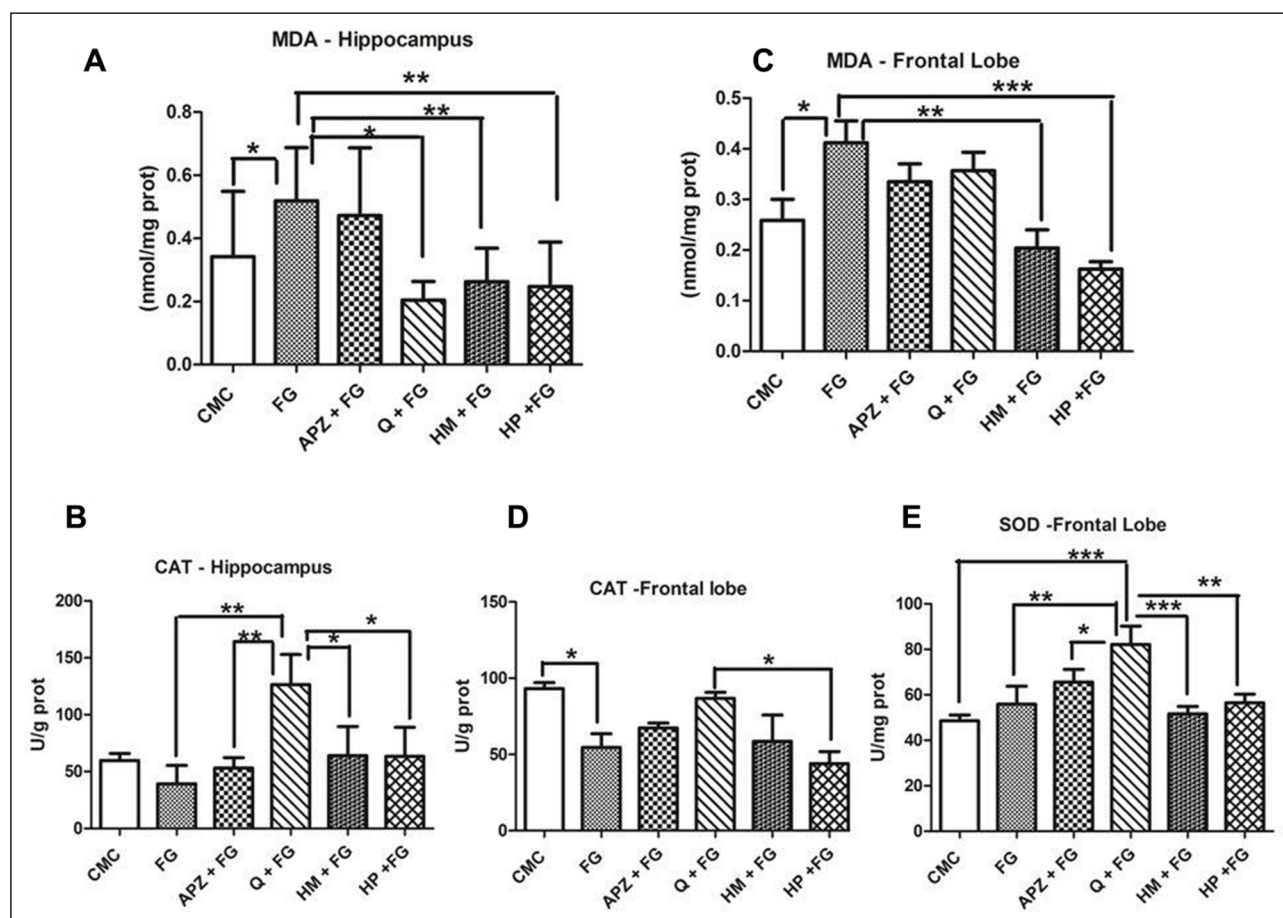 A
MDA - Hippocampus
(nmol/mg prot)
0.8
0.6
0.4
0.2
0.0
**
**
*
*
CMC
FG
APZ + FG
Q + FG
HM + FG
HP +FG
C
MDA - Frontal Lobe
(nmol/mg prot)
0.5
0.4
0.3
0.2
0.1
0.0
***
*
**
CMC
FG
APZ + FG
Q + FG
HM + FG
HP +FG
B
CAT - Hippocampus
U/g prot
200
150
100
50
0
**
*
**
*
CMC
FG
APZ + FG
Q + FG
HM + FG
HP +FG
D
CAT -Frontal lobe
U/g prot
150
100
50
0
*
*
CMC
FG
APZ + FG
Q + FG
HM + FG
HP +FG
E
SOD -Frontal Lobe
U/mg prot
100
80
60
40
20
0
***
**
**
***
*
CMC
FG
APZ + FG
Q + FG
HM + FG
HP +FG